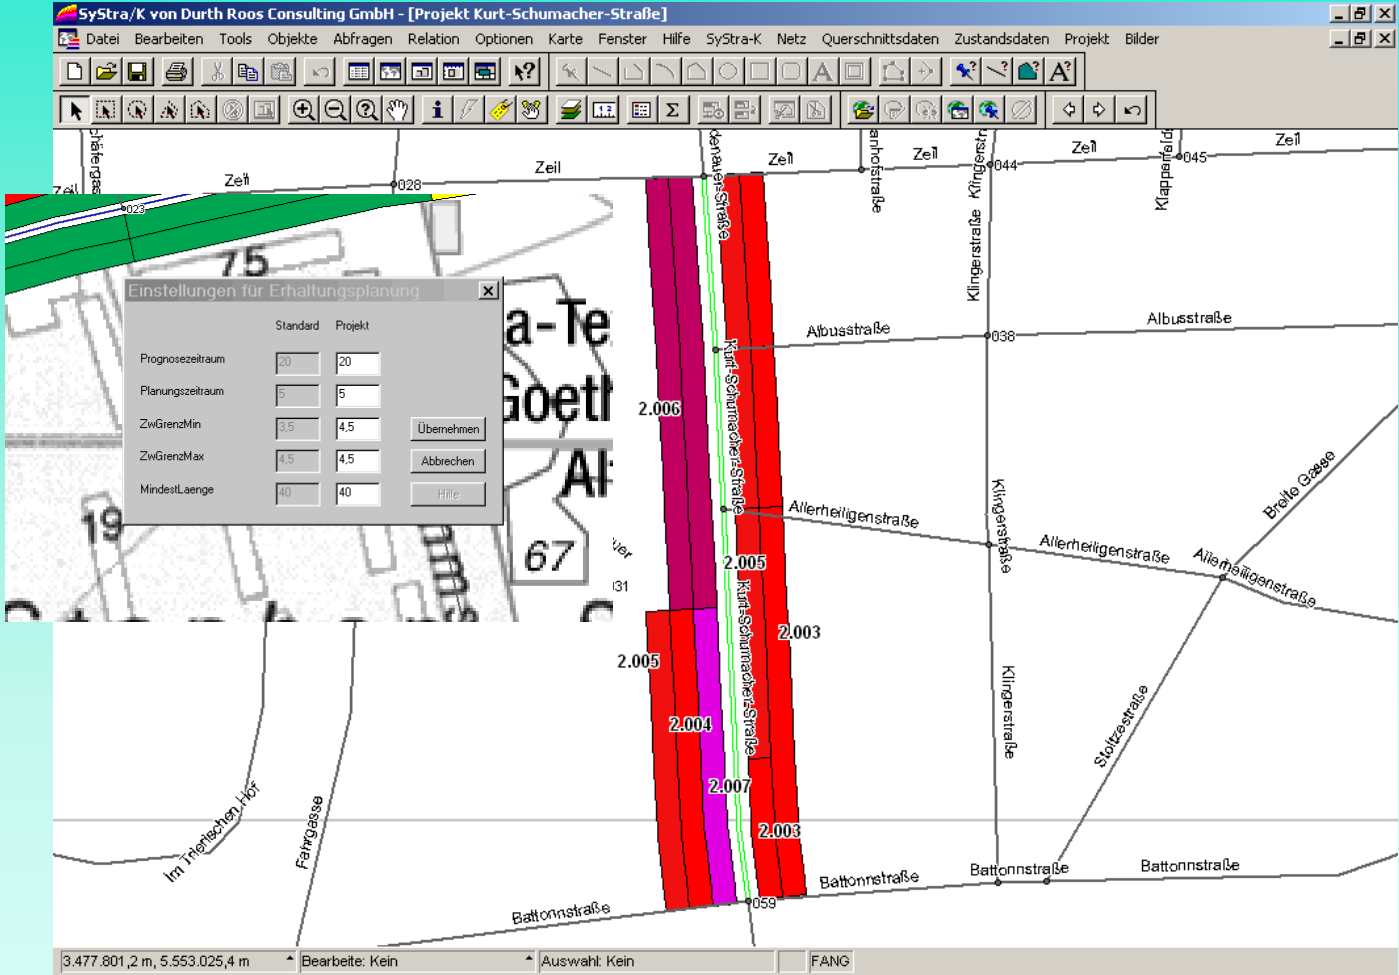 SyStra/K von Durth Roos Consulting GmbH - [Projekt Kurt-Schumacher-Straße]
Datei Bearbeiten Tools Objekte Abfragen Relation Optionen Karte Fenster Hilfe SyStra-K Netz Querschnittsdaten Zustandsdaten Projekt Bilder
Zeil Zeil Zeil Zeil Zeil Zeil Zeil
028
044
045
023
Klingerstraße
Klingerstraße
75
Einstellungen für Erhaltungsplanung
Standard Projekt
Prognosezeitraum 20 20
Planungszeitraum 5 5
ZwGrenzMin 3,5 4,5 Übernehmen
ZwGrenzMax 4,5 4,5 Abbrechen
MindestLaenge 40 40 Hilfe
a-Te
Goeth
19
67
031
Albusstraße
038
Albusstraße
2.006
Kurt-Schumacher-Straße
Breite Gasse
Allerheiligenstraße
Klingerstraße
Allerheiligenstraße
Allerheiligenstraße
2.005
Kurt-Schumacher-Straße
2.003
2.005
Klingerstraße
2.004
Stoltzestraße
2.007
2.003
Im Trierischen Hof
Fahrgasse
Battonnstraße
059
Battonnstraße
Battonnstraße
Battonnstraße
3.477.801,2 m, 5.553.025,4 m Bearbeite: Kein Auswahl: Kein FANG